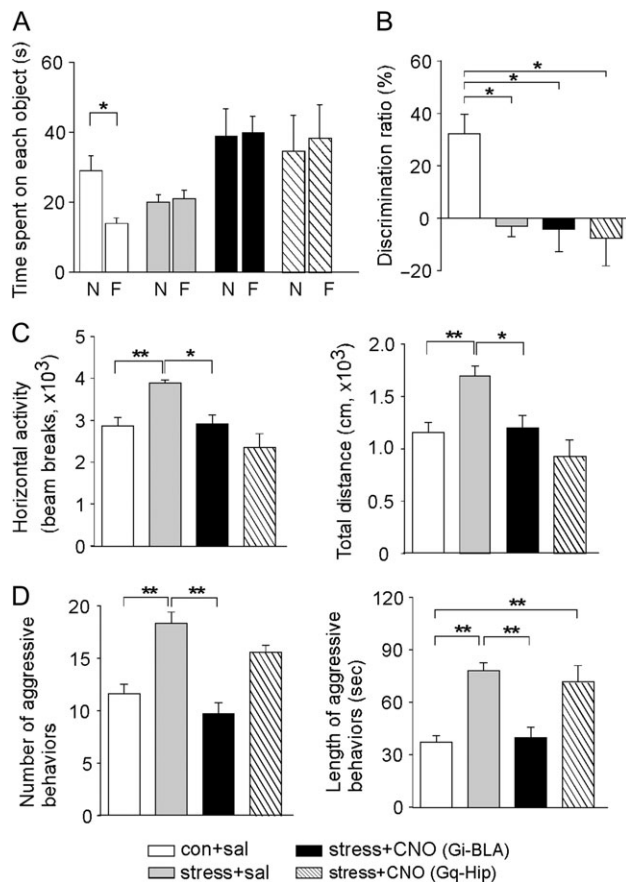 A
Time spent on each object (s)
60
40
20
0
*
N F N F N F N F
B
Discrimination ratio (%)
60
40
20
0
−20
*
*
*
C
Horizontal activity
(beam breaks, x10³)
5
4
3
2
0
** *
Total distance (cm, x10³)
2.0
1.5
1.0
0.5
0
** *
D
Number of aggressive
behaviors
20
15
10
5
0
** **
Length of aggressive
behaviors (sec)
120
90
60
30
0
**
** **
con+sal
stress+CNO (Gi-BLA)
stress+sal
stress+CNO (Gq-Hip)